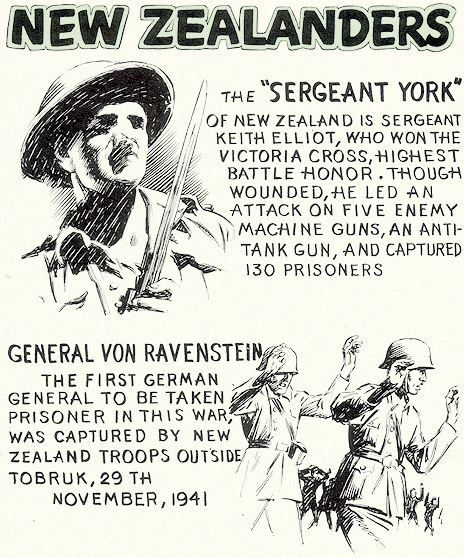 NEW ZEALANDERS
THE "SERGEANT YORK"
OF NEW ZEALAND IS SERGEANT
KEITH ELLIOT, WHO WON THE
VICTORIA CROSS, HIGHEST
BATTLE HONOR. THOUGH
WOUNDED, HE LED AN
ATTACK ON FIVE ENEMY
MACHINE GUNS, AN ANTI-
TANK GUN, AND CAPTURED
130 PRISONERS
GENERAL VON RAVENSTEIN
THE FIRST GERMAN
GENERAL TO BE TAKEN
PRISONER IN THIS WAR,
WAS CAPTURED BY NEW
ZEALAND TROOPS OUTSIDE
TOBRUK, 29 TH
NOVEMBER, 1941